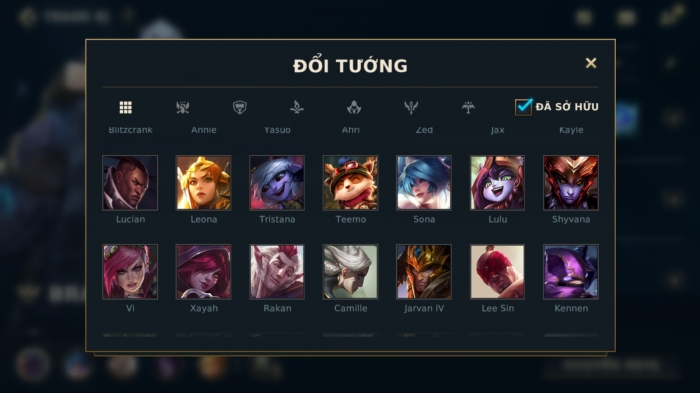 ĐỔI TƯỚNG
ĐÃ SỞ HỮU
Blitzcrank Annie Yasuo Ahri Zed Jax Kayle
Lucian Leona Tristana Teemo Sona Lulu Shyvana
Vi Xayah Rakan Camille Jarvan IV Lee Sin Kennen